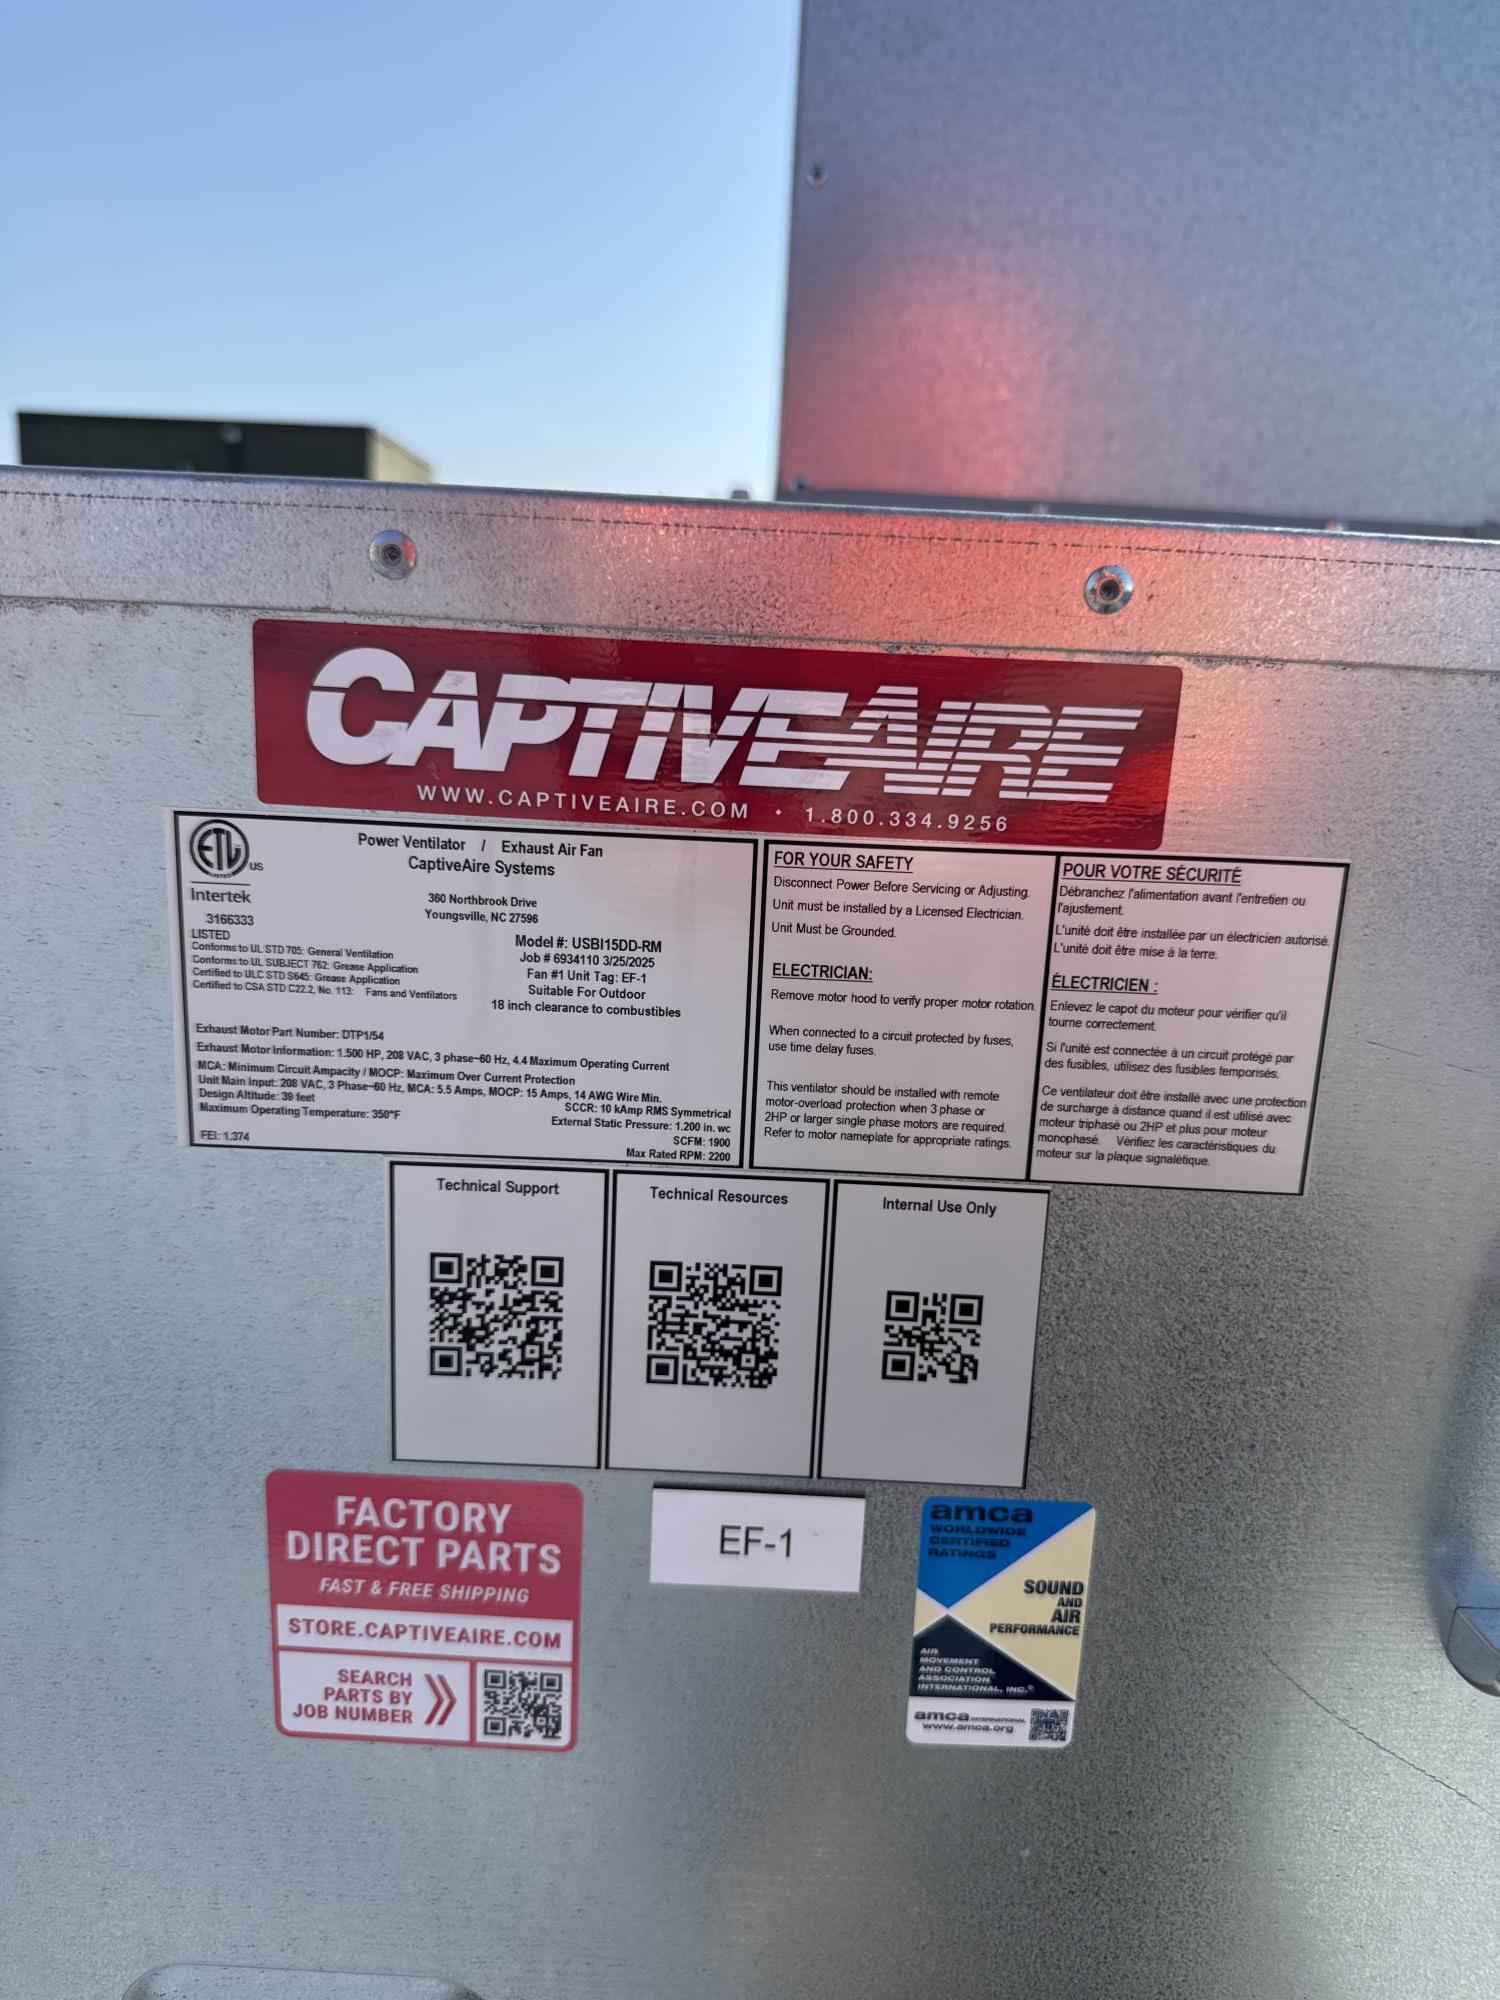 CAPTIVEAIRE
WWW.CAPTIVEAIRE.COM • 1.800.334.9256
ETL LISTED
US
Intertek
3166333
LISTED
Conforms to UL STD 705: General Ventilation
Conforms to UL SUBJECT 762: Grease Application
Certified to ULC STD S645: Grease Application
Certified to CSA STD C22.2, No. 113: Fans and Ventilators
Power Ventilator / Exhaust Air Fan
CaptiveAire Systems
360 Northbrook Drive
Youngsville, NC 27596
Model #: USBI15DD-RM
Job # 6934110 3/25/2025
Fan #1 Unit Tag: EF-1
Suitable For Outdoor
18 inch clearance to combustibles
Exhaust Motor Part Number: DTP1/54
Exhaust Motor Information: 1.500 HP, 208 VAC, 3 phase~60 Hz, 4.4 Maximum Operating Current
MCA: Minimum Circuit Ampacity / MOCP: Maximum Over Current Protection
Unit Main Input: 208 VAC, 3 Phase~60 Hz, MCA: 5.5 Amps, MOCP: 15 Amps, 14 AWG Wire Min.
Design Altitude: 39 feet
SCCR: 10 kAmp RMS Symmetrical
Maximum Operating Temperature: 350°F
External Static Pressure: 1.200 in. wc
SCFM: 1900
FEI: 1.374
Max Rated RPM: 2200
FOR YOUR SAFETY
Disconnect Power Before Servicing or Adjusting.
Unit must be installed by a Licensed Electrician.
Unit Must be Grounded.
ELECTRICIAN:
Remove motor hood to verify proper motor rotation.
When connected to a circuit protected by fuses,
use time delay fuses.
This ventilator should be installed with remote
motor-overload protection when 3 phase or
2HP or larger single phase motors are required.
Refer to motor nameplate for appropriate ratings.
POUR VOTRE SÉCURITÉ
Débranchez l'alimentation avant l'entretien ou
l'ajustement.
L'unité doit être installée par un électricien autorisé.
L'unité doit être mise à la terre.
ÉLECTRICIEN :
Enlevez le capot du moteur pour vérifier qu'il
tourne correctement.
Si l'unité est connectée à un circuit protégé par
des fusibles, utilisez des fusibles temporisés.
Ce ventilateur doit être installé avec une protection
de surcharge à distance quand il est utilisé avec
moteur triphasé ou 2HP et plus pour moteur
monophasé. Vérifiez les caractéristiques du
moteur sur la plaque signalétique.
Technical Support
Technical Resources
Internal Use Only
FACTORY
DIRECT PARTS
FAST & FREE SHIPPING
STORE.CAPTIVEAIRE.COM
SEARCH
PARTS BY
JOB NUMBER
EF-1
amca
WORLDWIDE
CERTIFIED
RATINGS
SOUND
AND
AIR
PERFORMANCE
AIR
MOVEMENT
AND CONTROL
ASSOCIATION
INTERNATIONAL, INC.®
amca INTERNATIONAL
www.amca.org